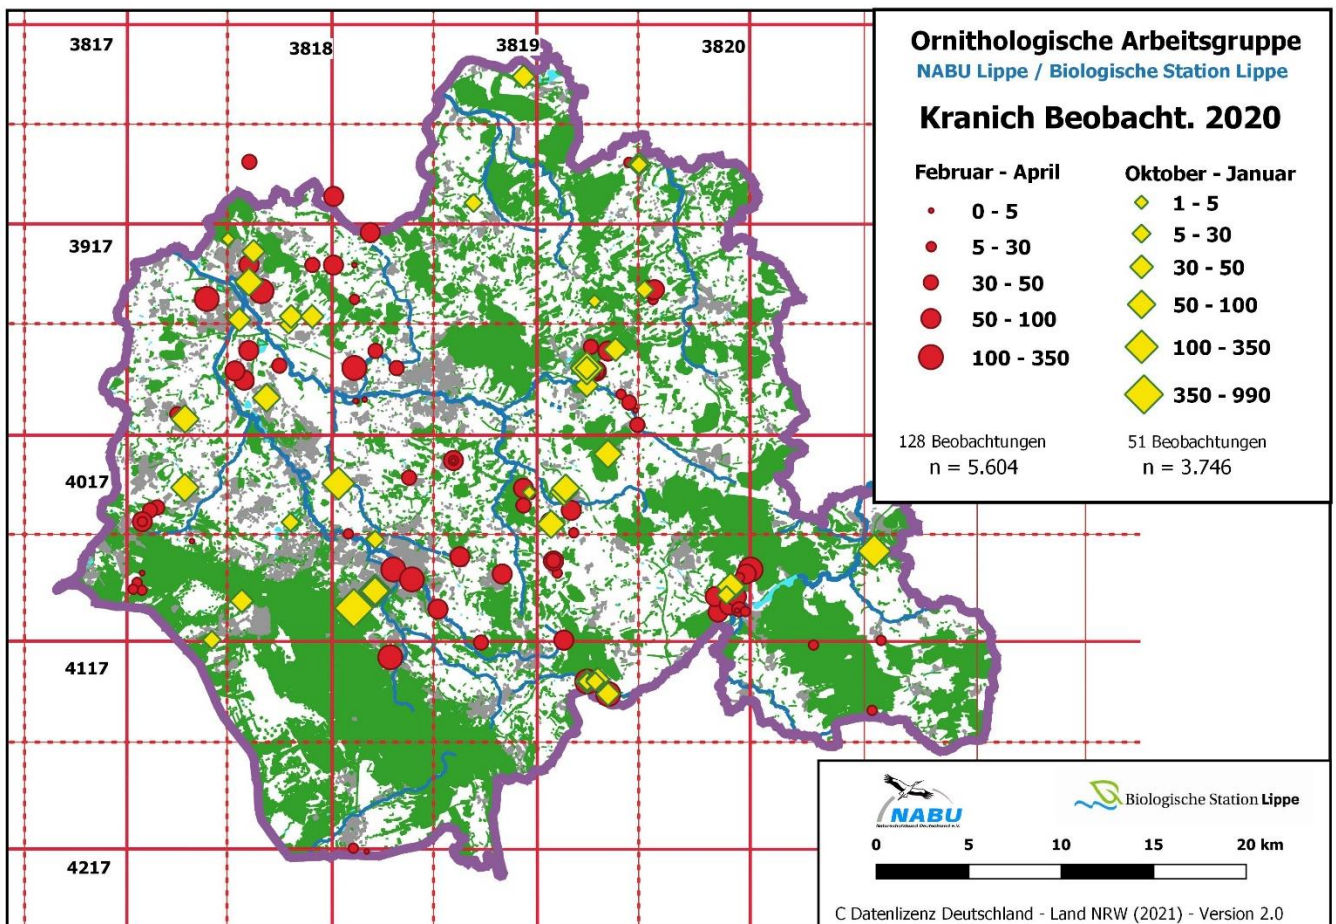 3817
3818
3819
3820
3917
4017
4117
4217
Ornithologische Arbeitsgruppe
NABU Lippe / Biologische Station Lippe
Kranich Beobacht. 2020
Februar - April
0 - 5
5 - 30
30 - 50
50 - 100
100 - 350
128 Beobachtungen
n = 5.604
Oktober - Januar
1 - 5
5 - 30
30 - 50
50 - 100
100 - 350
350 - 990
51 Beobachtungen
n = 3.746
NABU
Biologische Station Lippe
0 5 10 15 20 km
C Datenlizenz Deutschland - Land NRW (2021) - Version 2.0